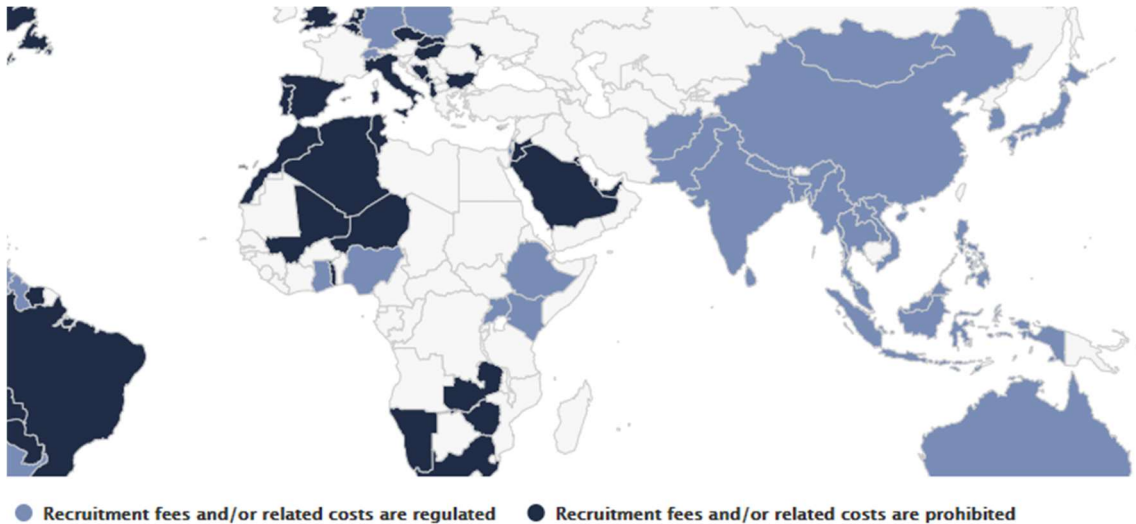 Recruitment fees and/or related costs are regulated Recruitment fees and/or related costs are prohibited